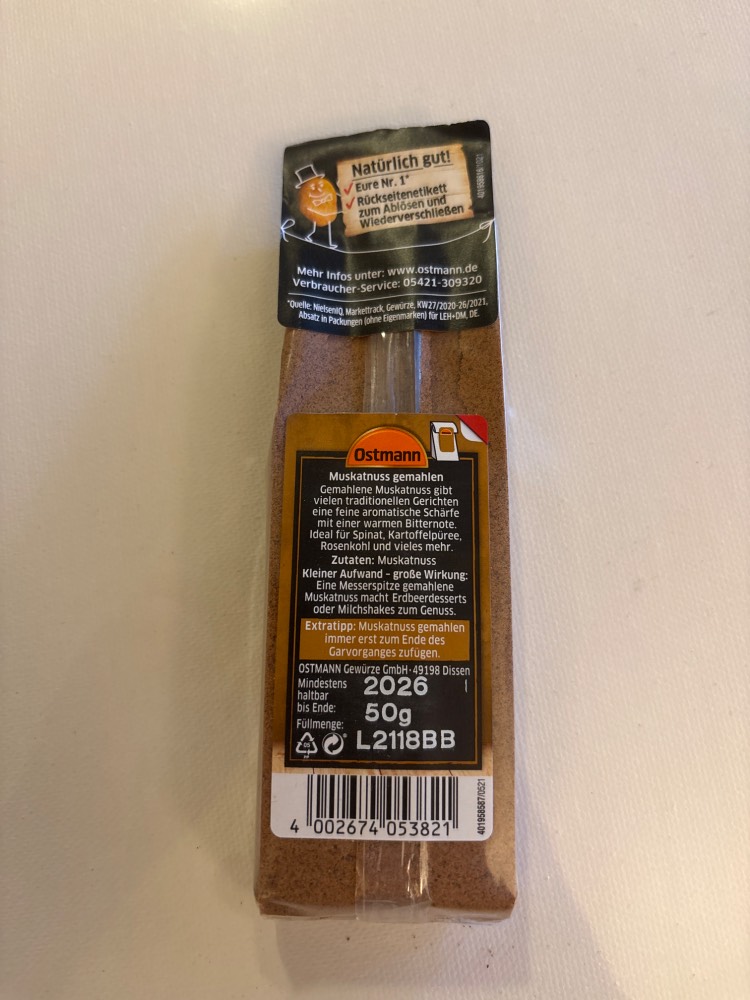 Natürlich gut!
Eure Nr. 1*
Rückseitenetikett
zum Ablösen und
Wiederverschließen
Mehr Infos unter: www.ostmann.de
Verbraucher-Service: 05421-309320
*Quelle: NielsenIQ, Markettrack, Gewürze, KW27/2020-26/2021,
Absatz in Packungen (ohne Eigenmarken) für LEH+DM, DE.
Ostmann
Muskatnuss gemahlen
Gemahlene Muskatnuss gibt
vielen traditionellen Gerichten
eine feine aromatische Schärfe
mit einer warmen Bitternote.
Ideal für Spinat, Kartoffelpüree,
Rosenkohl und vieles mehr.
Zutaten: Muskatnuss
Kleiner Aufwand – große Wirkung:
Eine Messerspitze gemahlene
Muskatnuss macht Erdbeerdesserts
oder Milchshakes zum Genuss.
Extratipp: Muskatnuss gemahlen
immer erst zum Ende des
Garvorganges zufügen.
OSTMANN Gewürze GmbH · 49198 Dissen
Mindestens
haltbar
bis Ende:
2026
Füllmenge:
50g
L2118BB
4 002674 053821
401958587/0521